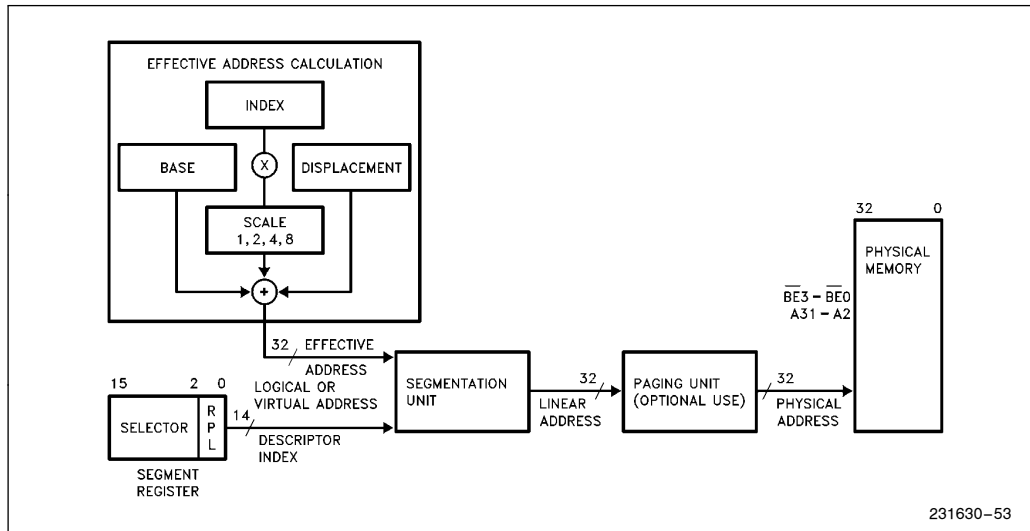 EFFECTIVE ADDRESS CALCULATION
INDEX
X
BASE
DISPLACEMENT
SCALE
1, 2, 4, 8
+
32 0
PHYSICAL
MEMORY
BE3 – BE0
A31 – A2
32 EFFECTIVE
ADDRESS
LOGICAL OR
VIRTUAL ADDRESS
15 2 0
SELECTOR
RPL
14
DESCRIPTOR
INDEX
SEGMENT
REGISTER
SEGMENTATION
UNIT
32
LINEAR
ADDRESS
PAGING UNIT
(OPTIONAL USE)
32
PHYSICAL
ADDRESS
231630–53